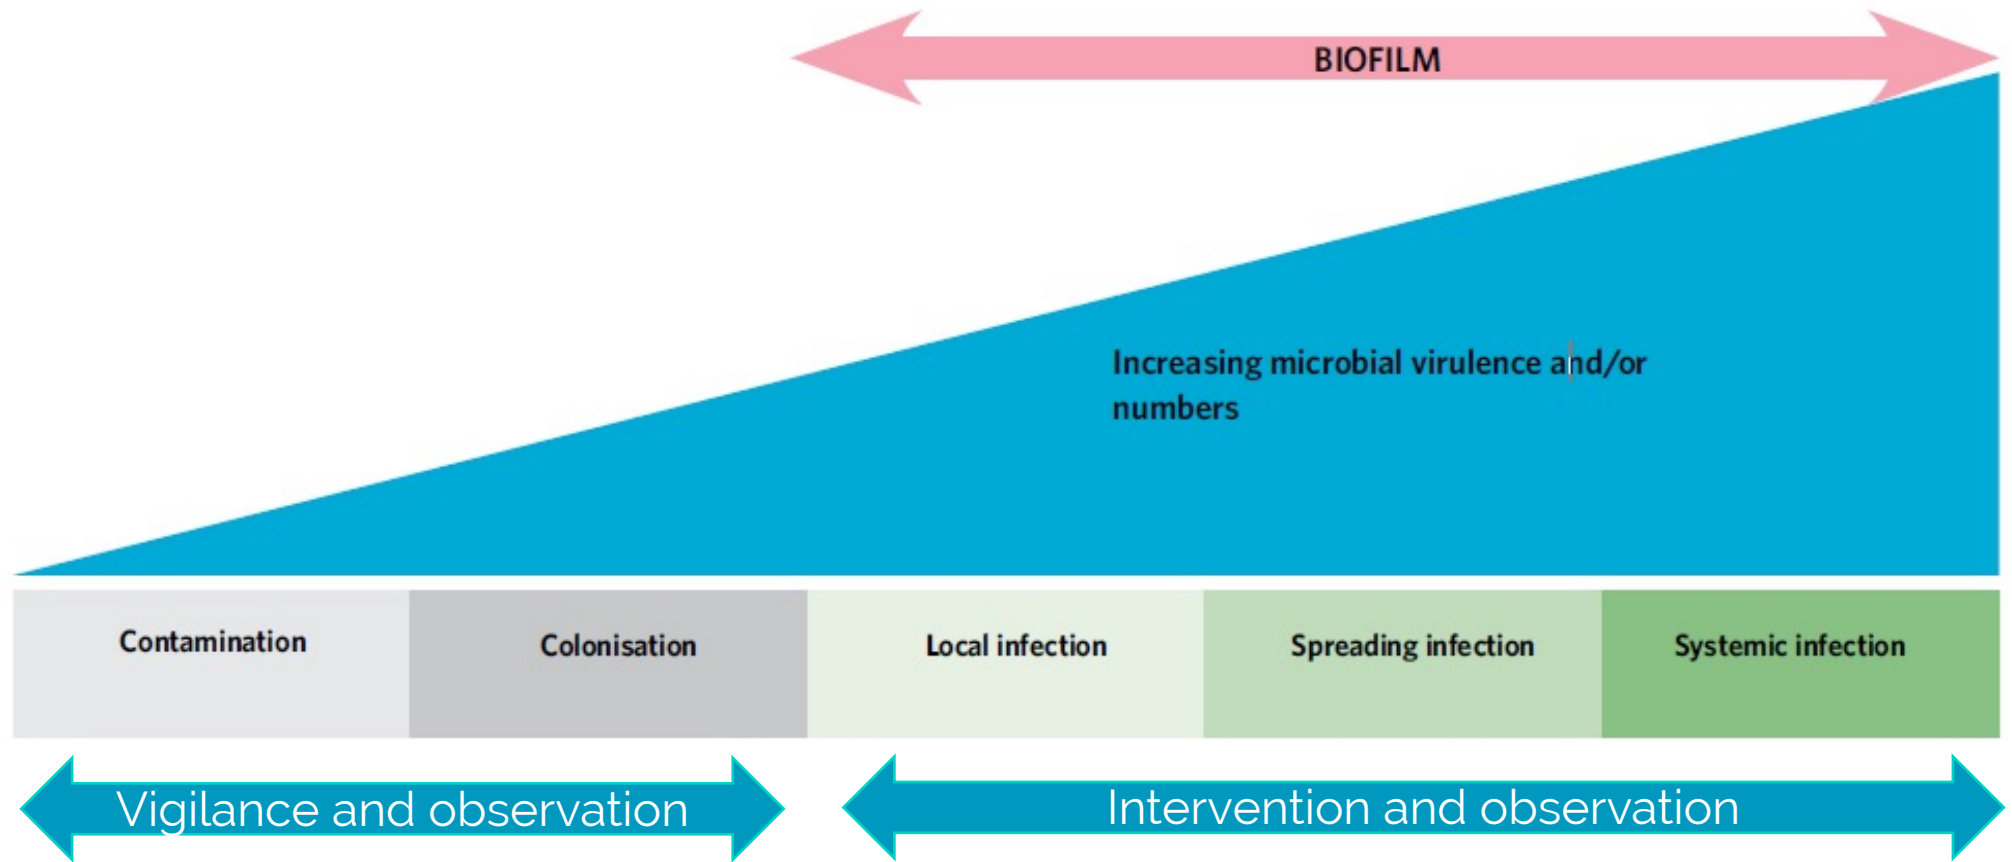 BIOFILM
Increasing microbial virulence and/or
numbers
Contamination
Colonisation
Local infection
Spreading infection
Systemic infection
Vigilance and observation
Intervention and observation